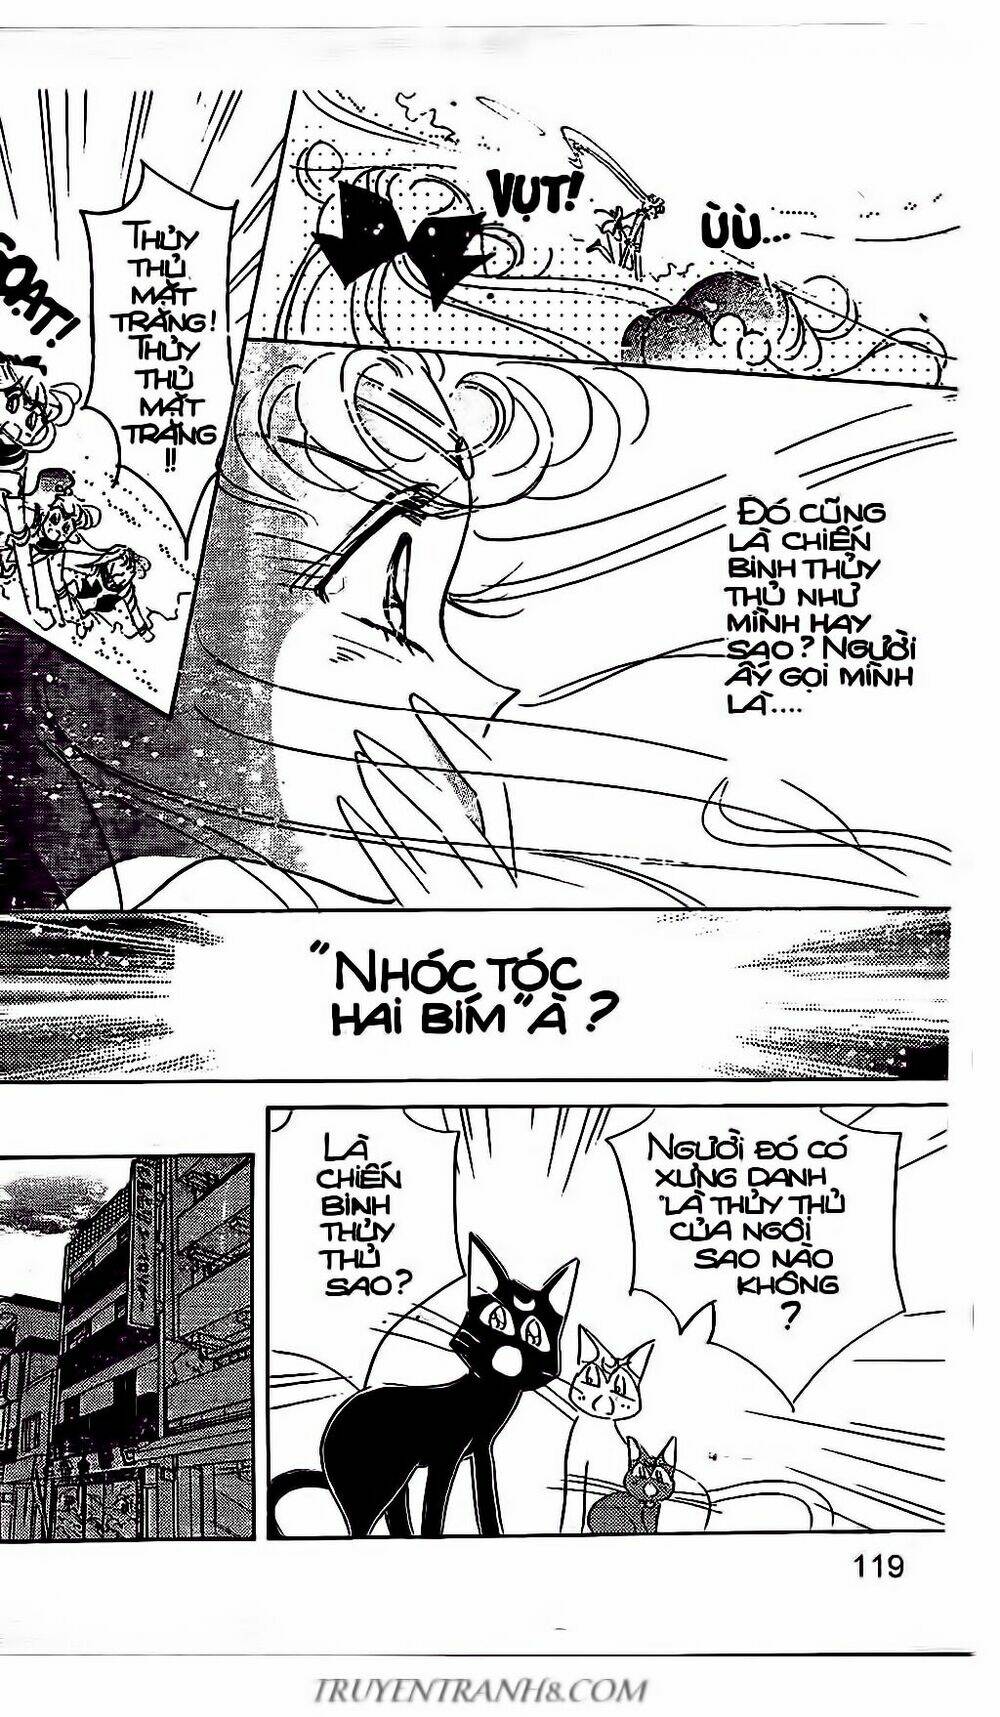 VỤT!
ÙÙ...
THỦY
THỦ
MẶT
TRĂNG!
THỦY
THỦ
MẶT
TRĂNG
!!
SOẠT!
ĐÓ CŨNG
LÀ CHIẾN
BINH THỦY
THỦ NHƯ
MÌNH HAY
SAO? NGƯỜI
ẤY GỌI MÌNH
LÀ....
"NHÓC TÓC
HAI BÍM" À?
NGƯỜI ĐÓ CÓ
XƯNG DANH
LÀ THỦY THỦ
CỦA NGÔI
SAO NÀO
KHÔNG
?
LÀ
CHIẾN
BINH
THỦY
THỦ
SAO?
119
TRUYENTRANH8.COM